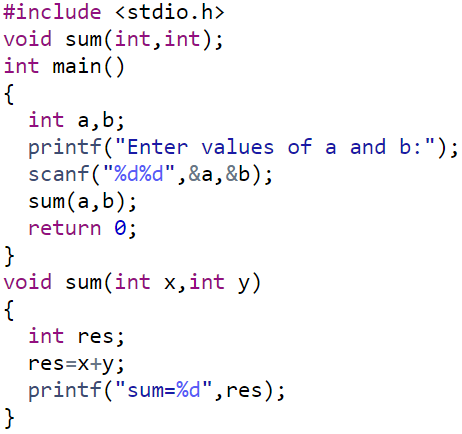 #include <stdio.h>
void sum(int,int);
int main()
{
  int a,b;
  printf("Enter values of a and b:");
  scanf("%d%d",&a,&b);
  sum(a,b);
  return 0;
}
void sum(int x,int y)
{
  int res;
  res=x+y;
  printf("sum=%d",res);
}